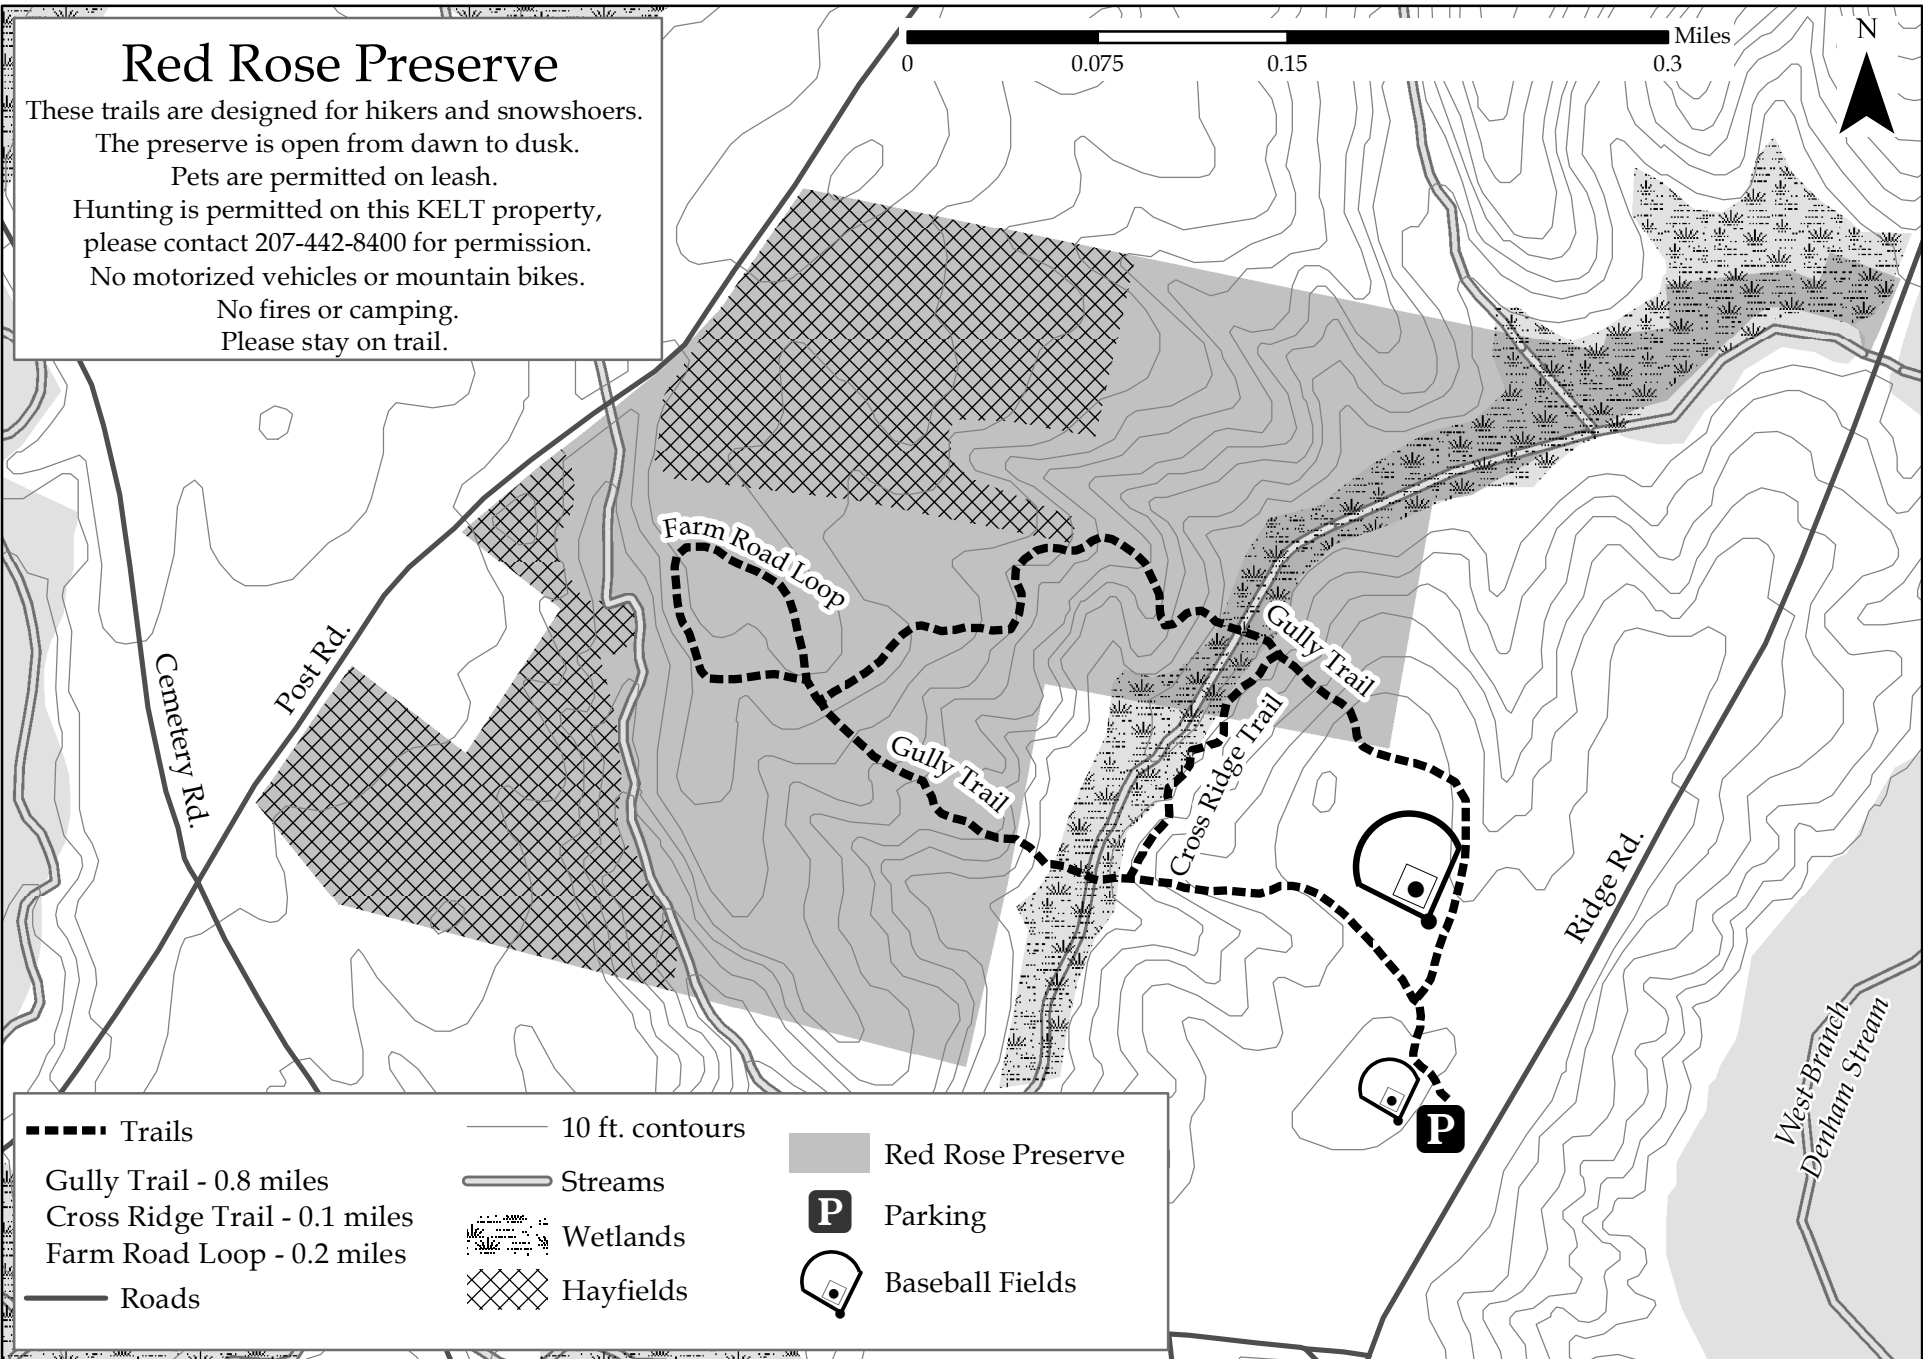 Red Rose Preserve
These trails are designed for hikers and snowshoers.
The preserve is open from dawn to dusk.
Pets are permitted on leash.
Hunting is permitted on this KELT property,
please contact 207-442-8400 for permission.
No motorized vehicles or mountain bikes.
No fires or camping.
Please stay on trail.
Miles
0 0.075 0.15 0.3
N
Farm Road Loop
Gully Trail
Post Rd.
Cemetery Rd.
Gully Trail
Cross Ridge Trail
Ridge Rd.
West Branch
Denham Stream
P
Trails
Gully Trail - 0.8 miles
Cross Ridge Trail - 0.1 miles
Farm Road Loop - 0.2 miles
Roads
10 ft. contours
Streams
Wetlands
Hayfields
Red Rose Preserve
P Parking
Baseball Fields